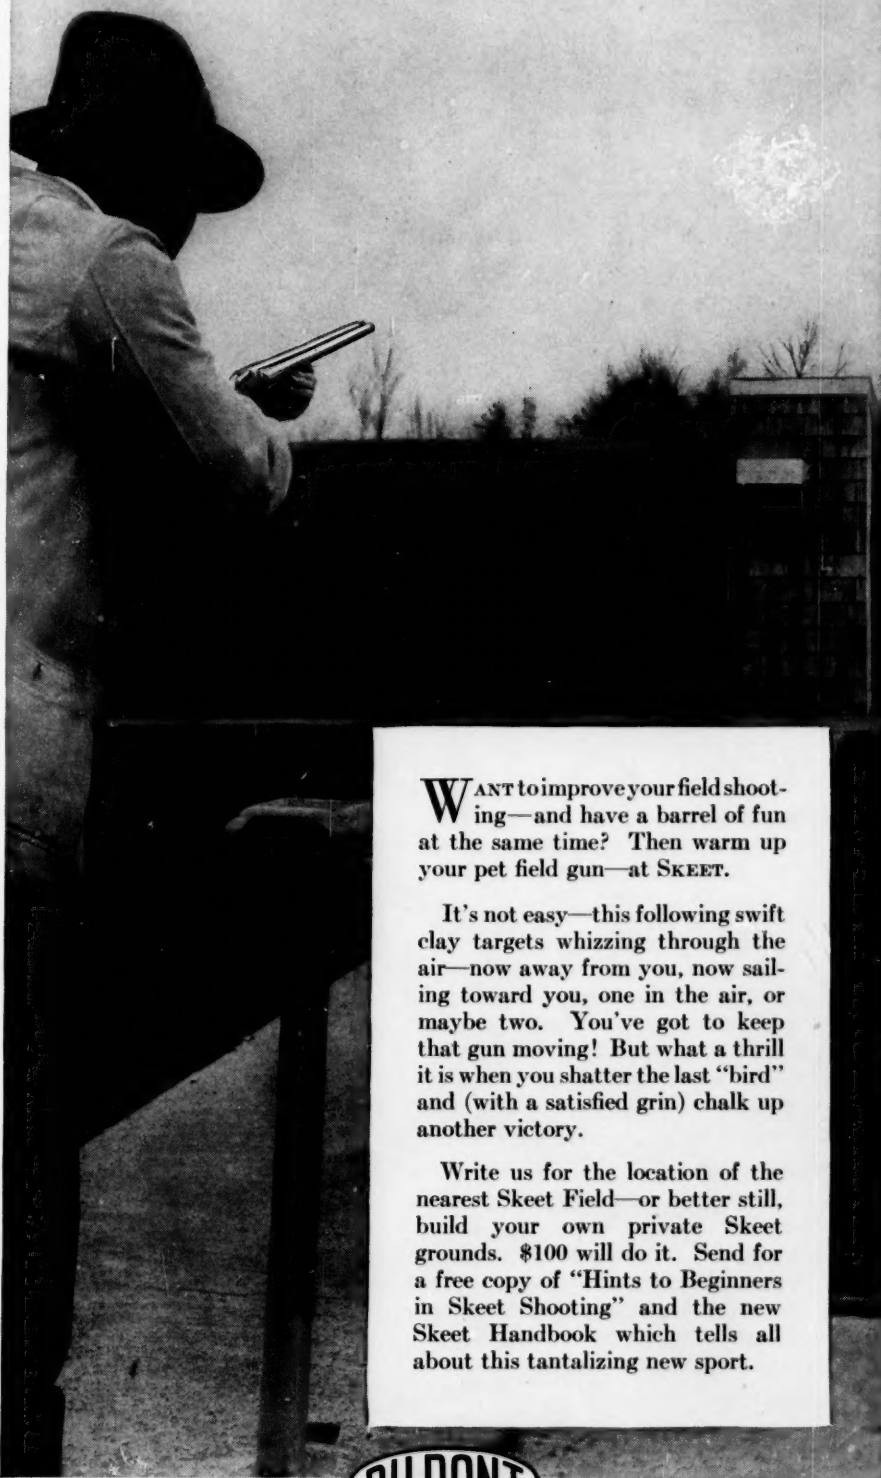 WANT to improve your field shoot-
ing—and have a barrel of fun
at the same time? Then warm up
your pet field gun—at SKEET.
It's not easy—this following swift
clay targets whizzing through the
air—now away from you, now sail-
ing toward you, one in the air, or
maybe two. You've got to keep
that gun moving! But what a thrill
it is when you shatter the last "bird"
and (with a satisfied grin) chalk up
another victory.
Write us for the location of the
nearest Skeet Field—or better still,
build your own private Skeet
grounds. $100 will do it. Send for
a free copy of "Hints to Beginners
in Skeet Shooting" and the new
Skeet Handbook which tells all
about this tantalizing new sport.
DU PONT